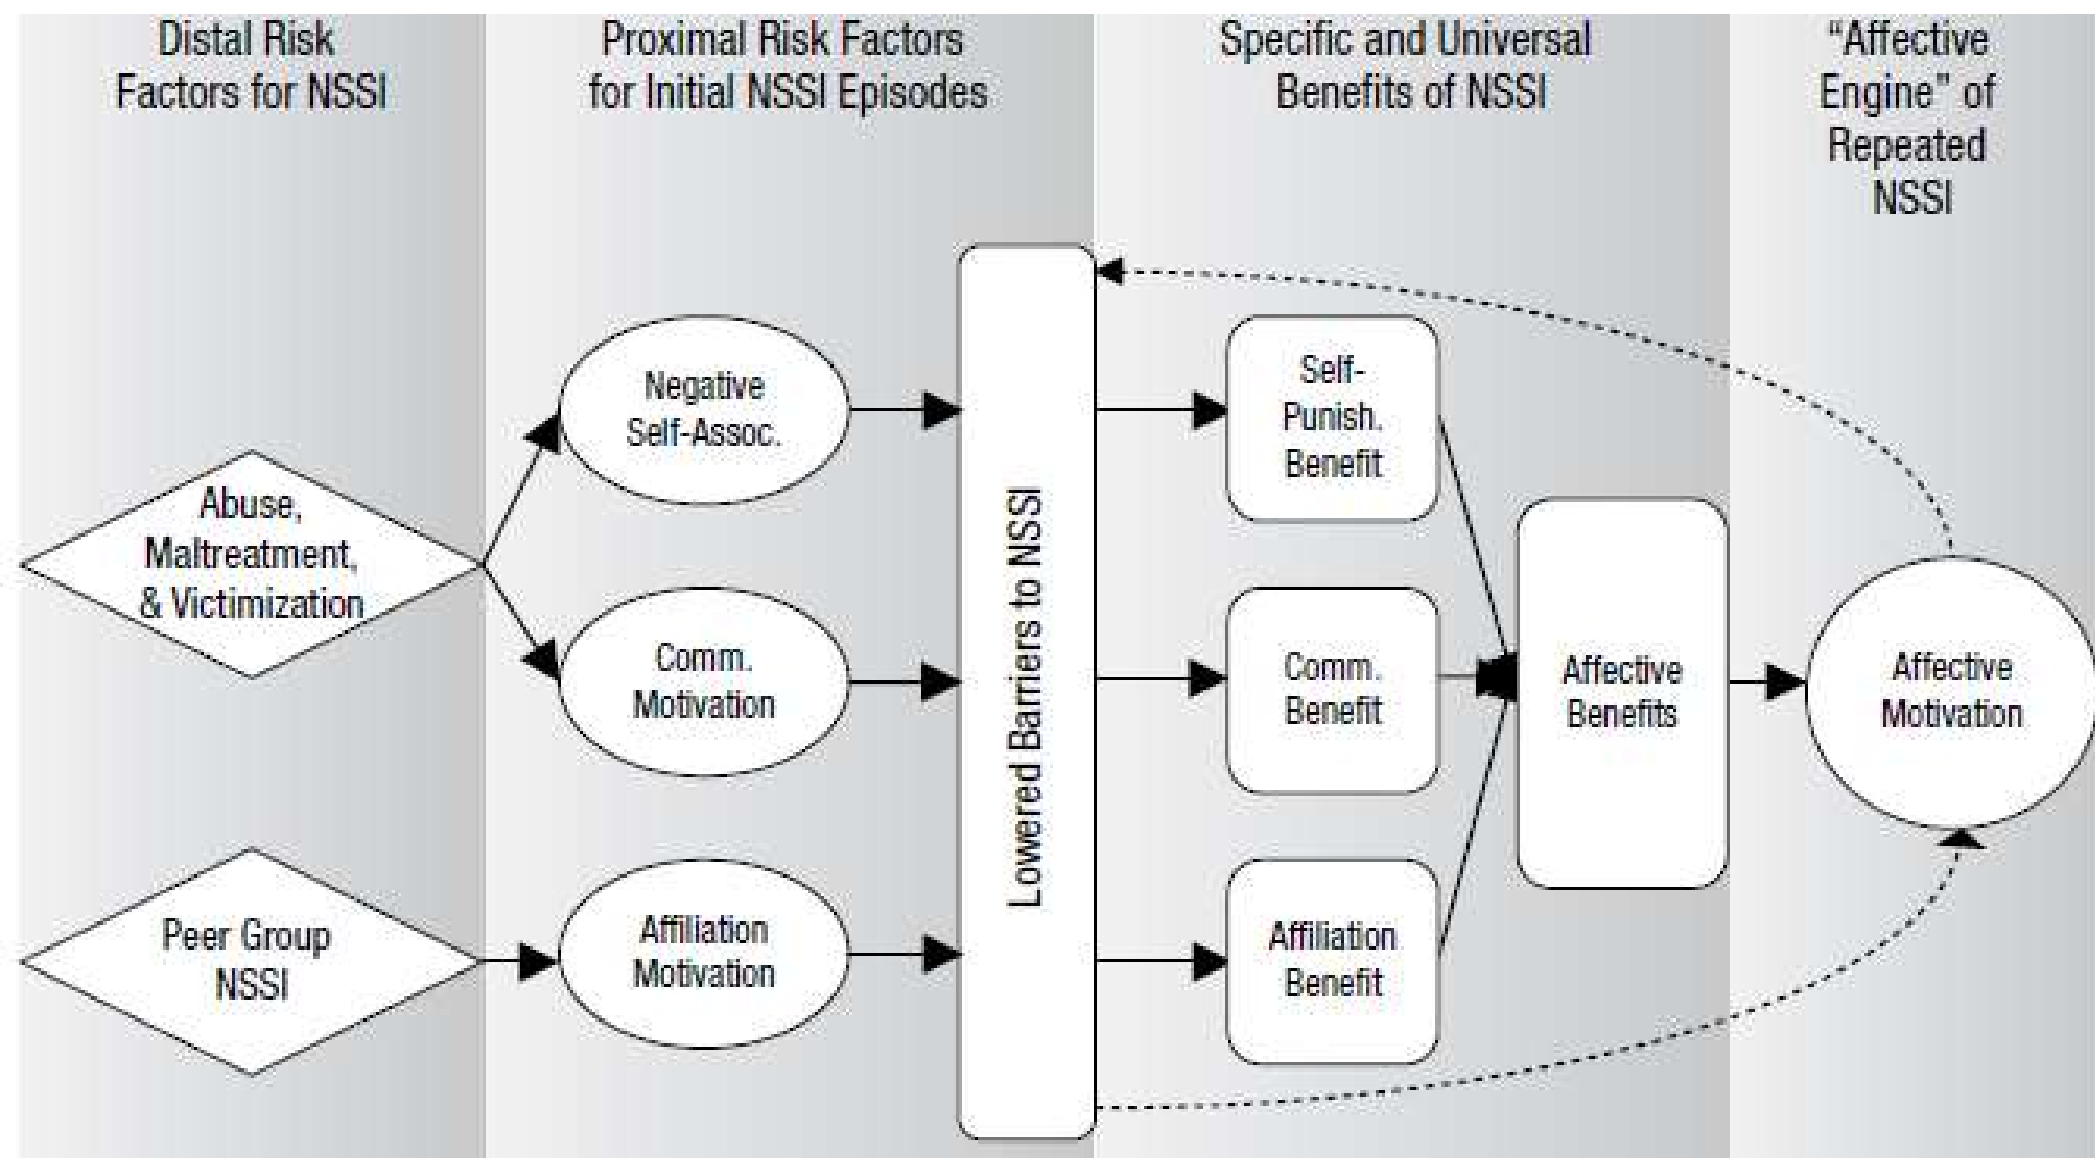 Distal Risk
Factors for NSSI
Proximal Risk Factors
for Initial NSSI Episodes
Specific and Universal
Benefits of NSSI
“Affective
Engine” of
Repeated
NSSI
Abuse,
Maltreatment,
& Victimization
Peer Group
NSSI
Negative
Self-Assoc.
Comm.
Motivation
Affiliation
Motivation
Lowered Barriers to NSSI
Self-
Punish.
Benefit
Comm.
Benefit
Affiliation
Benefit
Affective
Benefits
Affective
Motivation